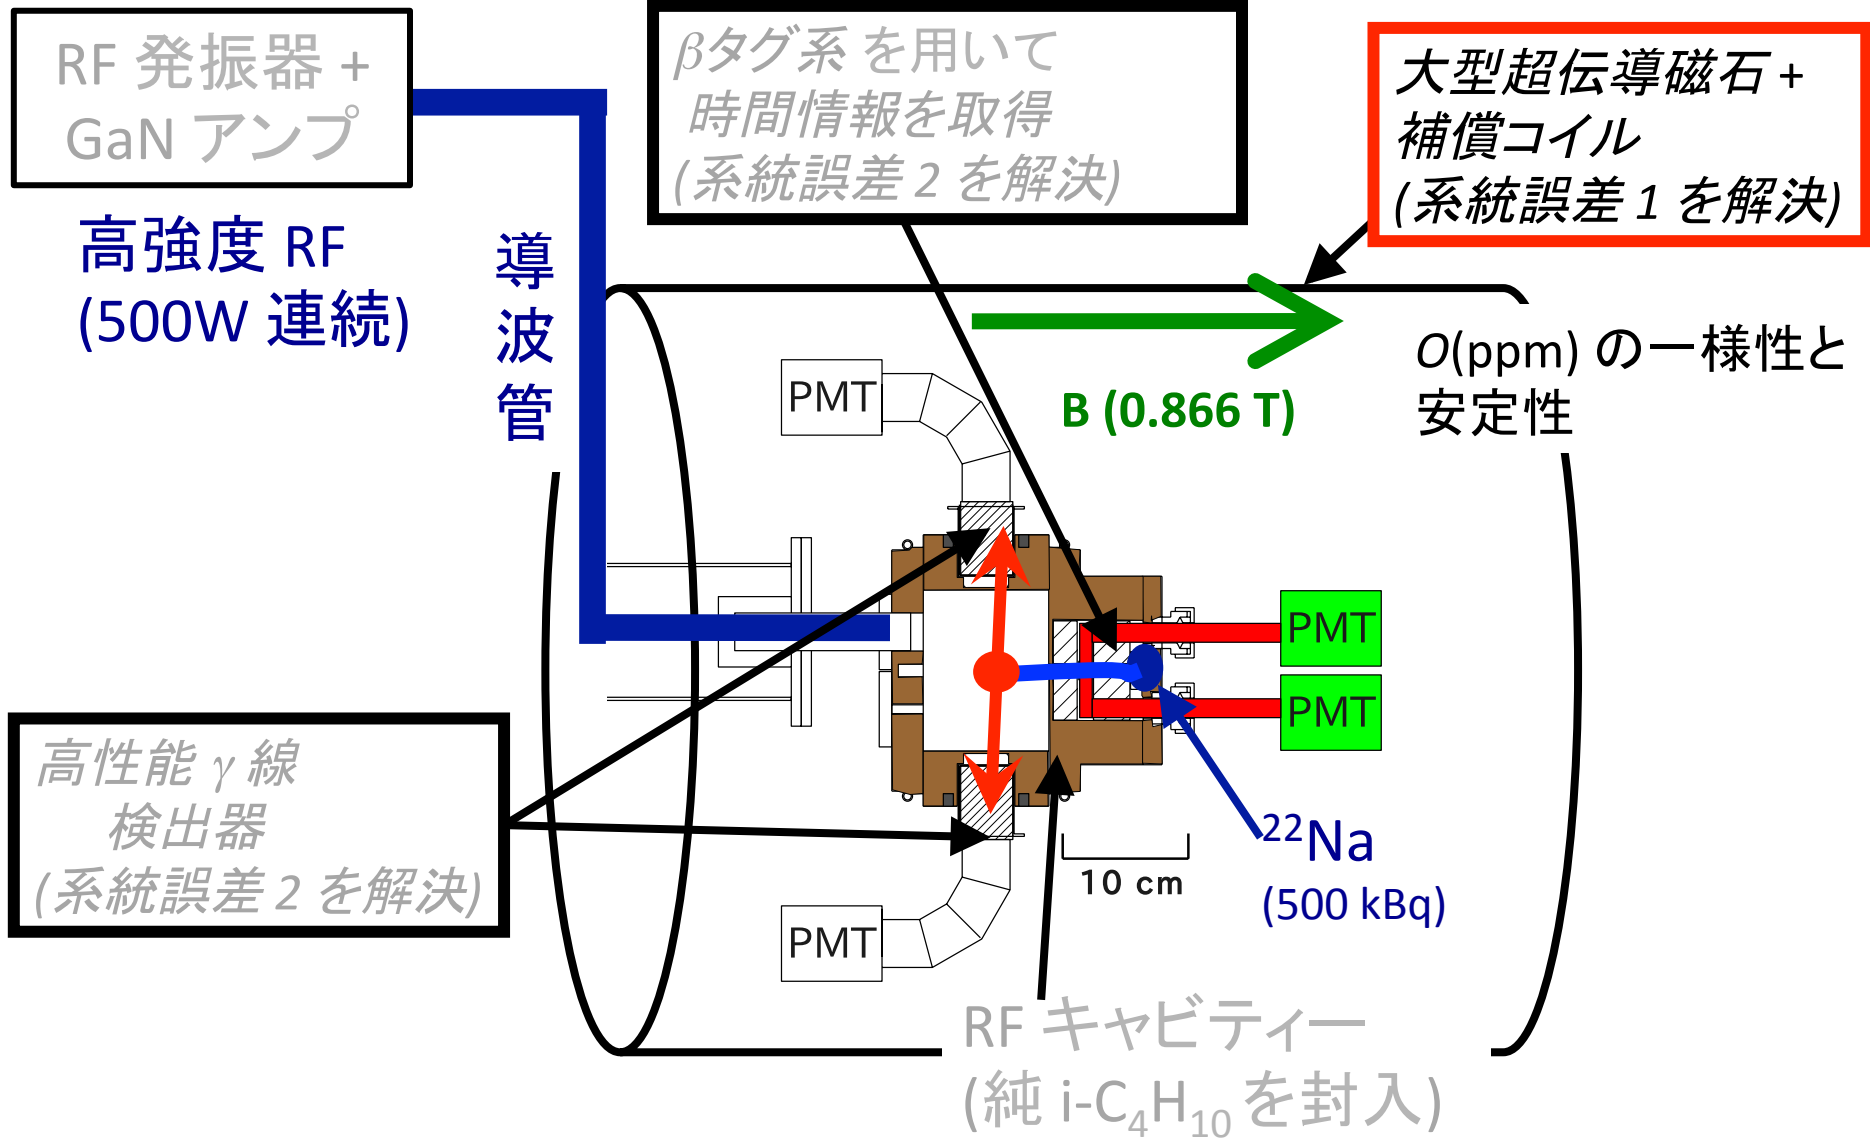 RF 発振器 +
GaN アンプ
βタグ系 を用いて
時間情報を取得
(系統誤差 2 を解決)
大型超伝導磁石 +
補償コイル
(系統誤差 1 を解決)
高強度 RF
(500W 連続)
導波管
B (0.866 T)
O(ppm) の一様性と
安定性
PMT
PMT
PMT
高性能 γ 線
検出器
(系統誤差 2 を解決)
PMT
10 cm
²²Na
(500 kBq)
RF キャビティー
(純 i-C₄H₁₀ を封入)